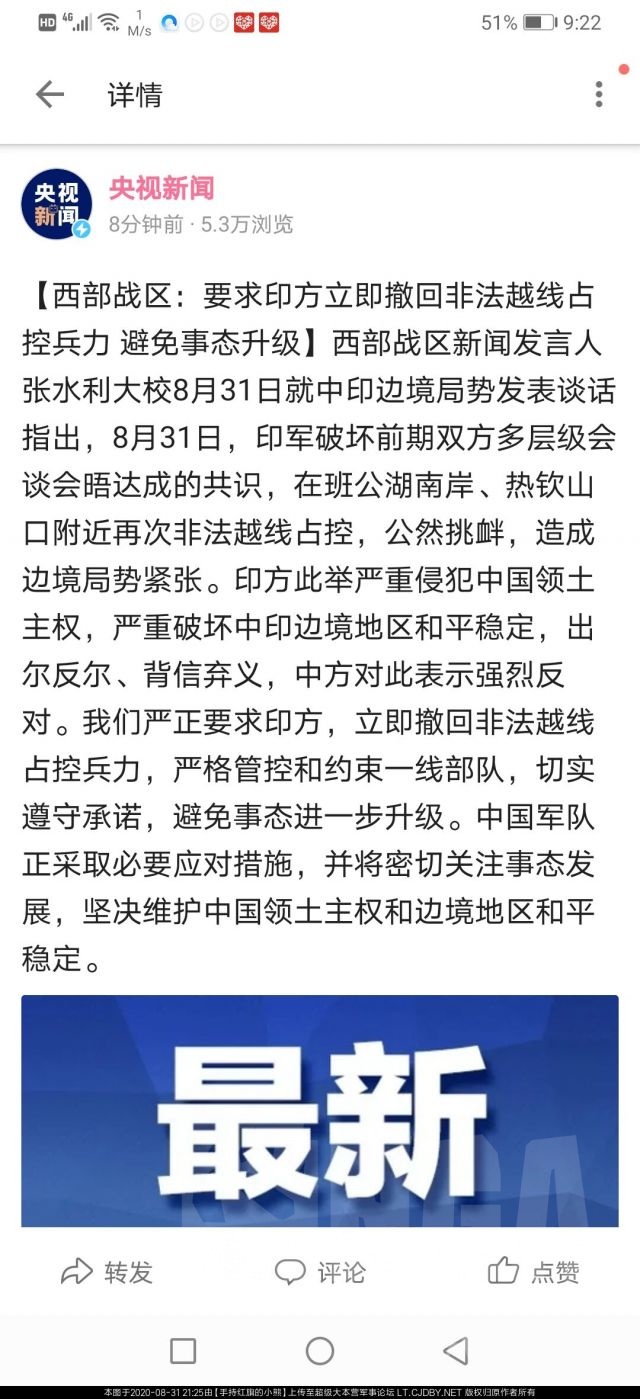 HD 4G 1 M/s 51% 9:22
详情
央视新闻
央视
新闻
8分钟前 · 5.3万浏览
【西部战区：要求印方立即撤回非法越线占
控兵力 避免事态升级】西部战区新闻发言人
张水利大校8月31日就中印边境局势发表谈话
指出，8月31日，印军破坏前期双方多层级会
谈会晤达成的共识，在班公湖南岸、热钦山
口附近再次非法越线占控，公然挑衅，造成
边境局势紧张。印方此举严重侵犯中国领土
主权，严重破坏中印边境地区和平稳定，出
尔反尔、背信弃义，中方对此表示强烈反
对。我们严正要求印方，立即撤回非法越线
占控兵力，严格管控和约束一线部队，切实
遵守承诺，避免事态进一步升级。中国军队
正采取必要应对措施，并将密切关注事态发
展，坚决维护中国领土主权和边境地区和平
稳定。
最新
转发 评论 点赞
本图于2020-08-31 21:25由【手持红旗的小熊】上传至超级大本营军事论坛 LT.CJDBY.NET 版权归原作者所有